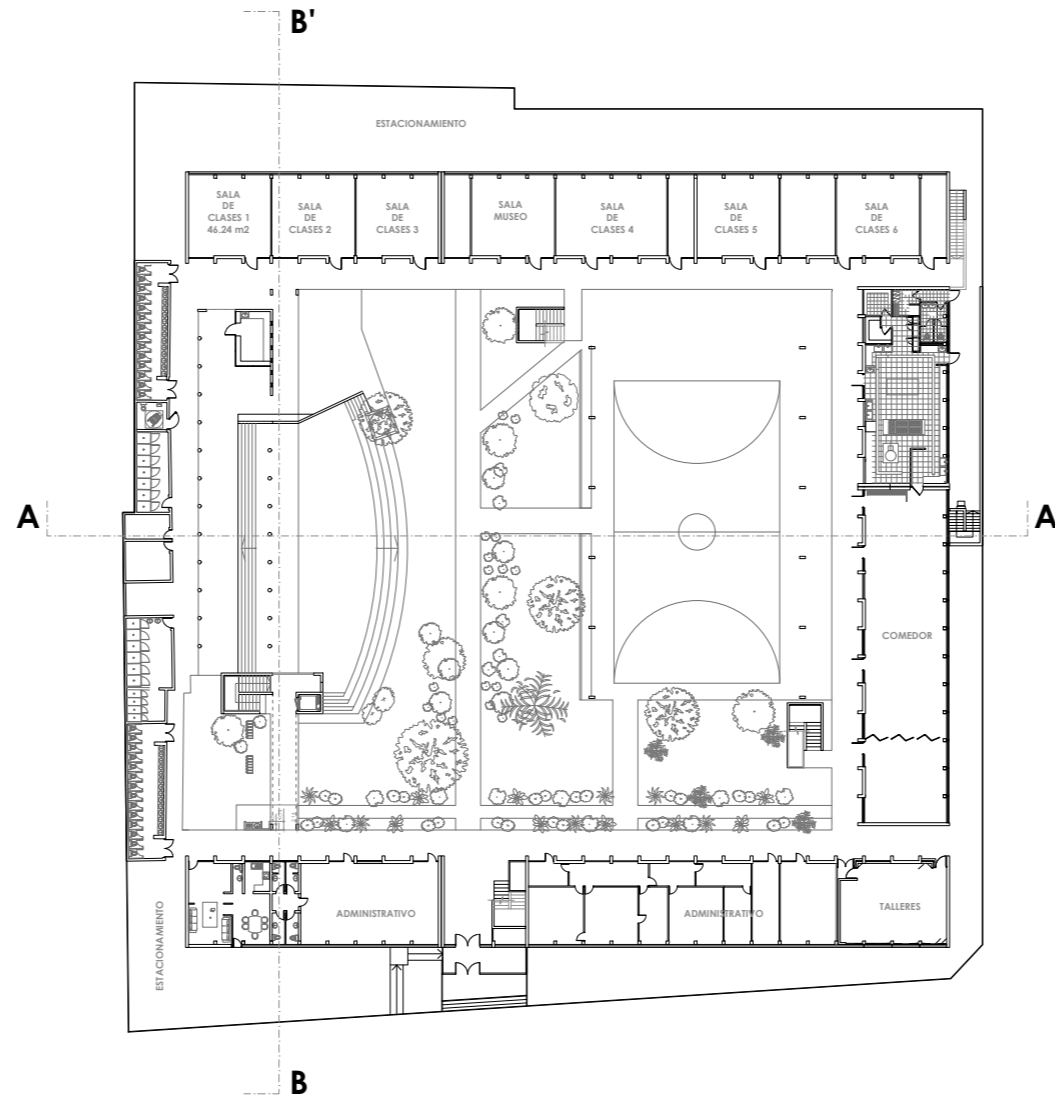 B'
ESTACIONAMIENTO
SALA
DE
CLASES 1
46.24 m2
SALA
DE
CLASES 2
SALA
DE
CLASES 3
SALA
MUSEO
SALA
DE
CLASES 4
SALA
DE
CLASES 5
SALA
DE
CLASES 6
A
A
COMEDOR
ESTACIONAMIENTO
ADMINISTRATIVO
ADMINISTRATIVO
TALLERES
B